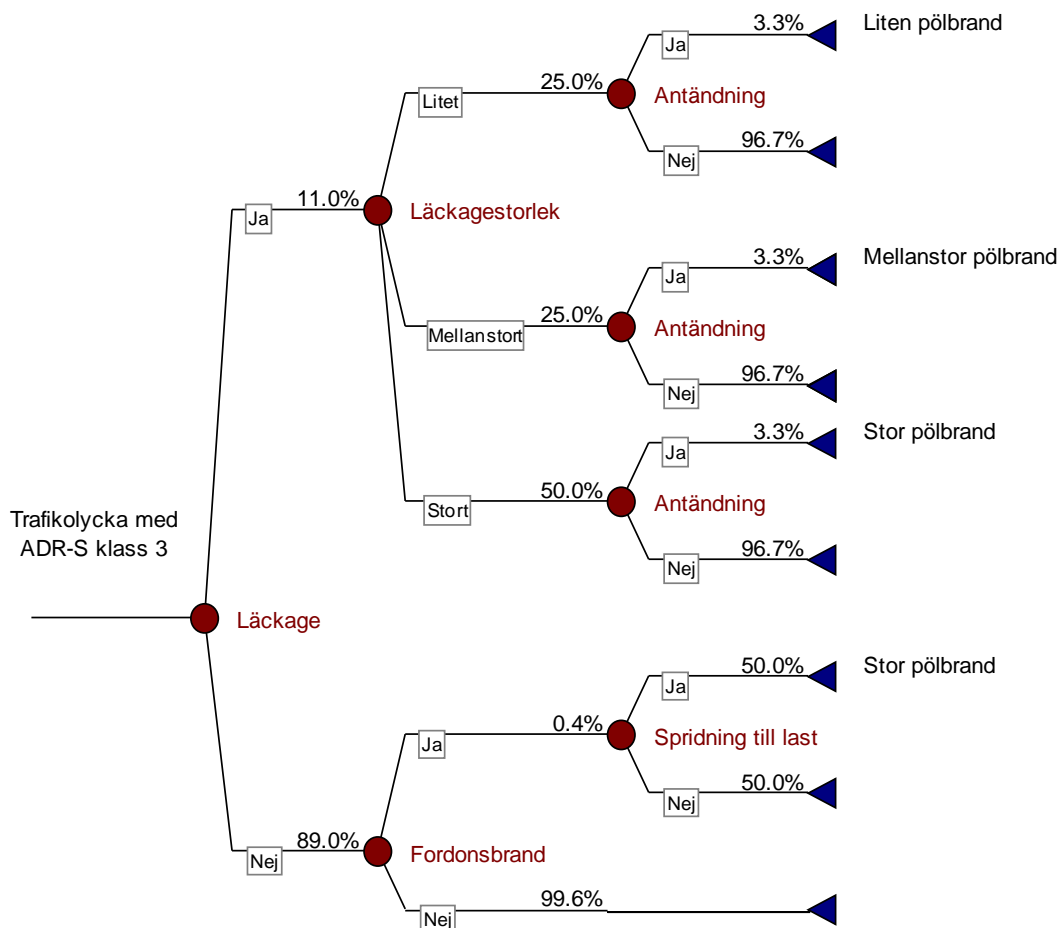 3.3%
Liten pölbrand
Ja
25.0%
Antändning
Litet
96.7%
Nej
11.0%
Läckagestorlek
Ja
3.3%
Mellanstor pölbrand
Ja
25.0%
Antändning
Mellanstort
96.7%
Nej
3.3%
Stor pölbrand
Ja
50.0%
Antändning
Stort
96.7%
Nej
Trafikolycka med
ADR-S klass 3
Läckage
50.0%
Stor pölbrand
Ja
0.4%
Spridning till last
Ja
50.0%
Nej
89.0%
Fordonsbrand
Nej
99.6%
Nej